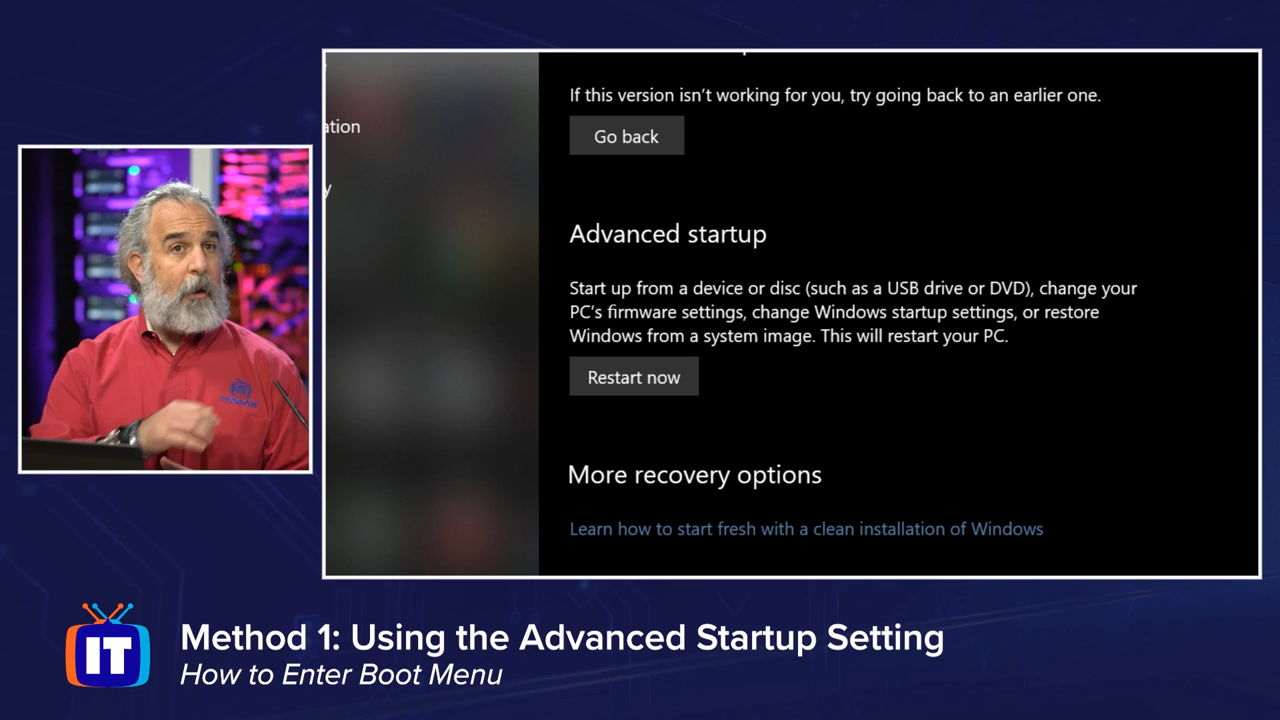 ation
y
If this version isn't working for you, try going back to an earlier one.
Go back
Advanced startup
Start up from a device or disc (such as a USB drive or DVD), change your
PC's firmware settings, change Windows startup settings, or restore
Windows from a system image. This will restart your PC.
Restart now
More recovery options
Learn how to start fresh with a clean installation of Windows
IT
Method 1: Using the Advanced Startup Setting
How to Enter Boot Menu